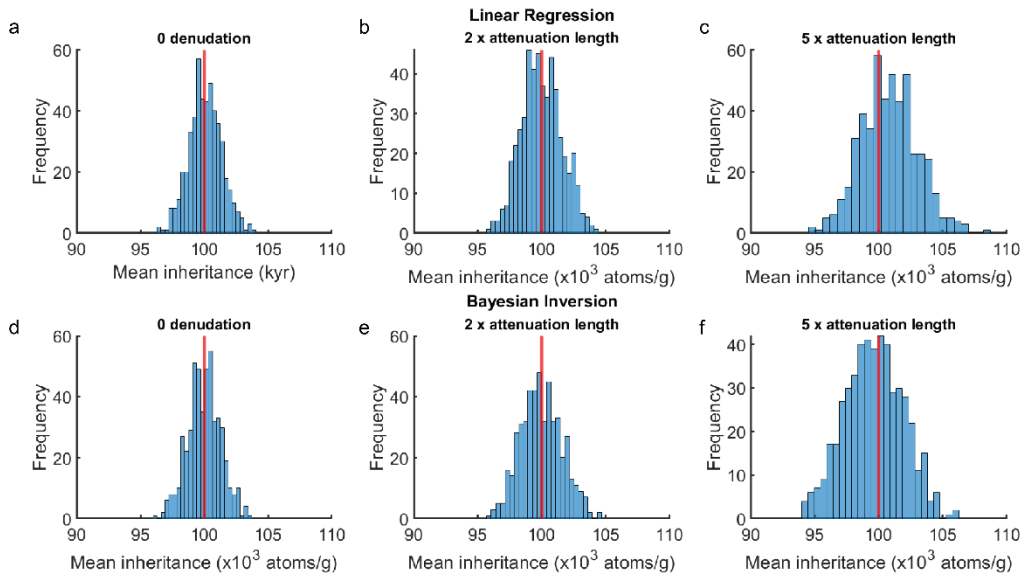 Linear Regression
a
0 denudation
Frequency
60
40
20
0
90 95 100 105 110
Mean inheritance (kyr)
b
2 x attenuation length
Frequency
40
30
20
10
0
90 95 100 105 110
Mean inheritance (x10³ atoms/g)
c
5 x attenuation length
Frequency
60
40
20
0
90 95 100 105 110
Mean inheritance (x10³ atoms/g)
Bayesian Inversion
d
0 denudation
Frequency
60
40
20
0
90 95 100 105 110
Mean inheritance (x10³ atoms/g)
e
2 x attenuation length
Frequency
60
40
20
0
90 95 100 105 110
Mean inheritance (x10³ atoms/g)
f
5 x attenuation length
Frequency
40
30
20
10
0
90 95 100 105 110
Mean inheritance (x10³ atoms/g)